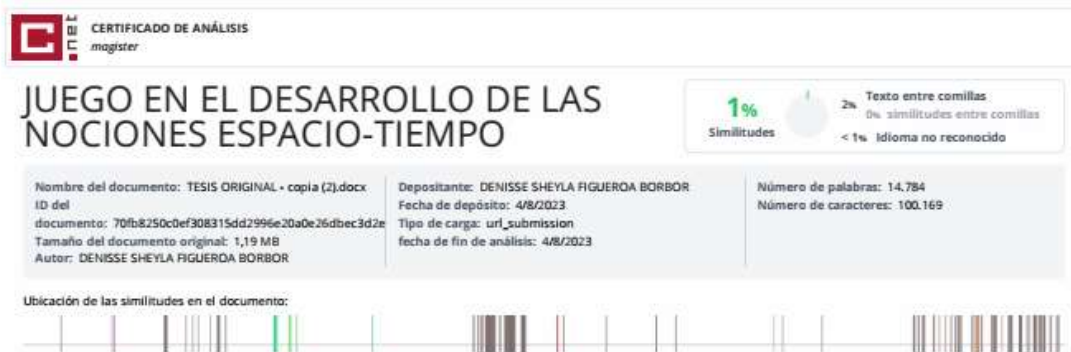 C.net
CERTIFICADO DE ANÁLISIS
magister
JUEGO EN EL DESARROLLO DE LAS
NOCIONES ESPACIO-TIEMPO
1%
Similitudes
2% Texto entre comillas
0% similitudes entre comillas
< 1% Idioma no reconocido
Nombre del documento: TESIS ORIGINAL - copia (2).docx
ID del
documento: 70fb8250c0ef308315dd2996e20a0e26dbec3d2e
Tamaño del documento original: 1,19 MB
Autor: DENISSE SHEYLA FIGUEROA BORBOR
Depositante: DENISSE SHEYLA FIGUEROA BORBOR
Fecha de depósito: 4/8/2023
Tipo de carga: url_submission
fecha de fin de análisis: 4/8/2023
Número de palabras: 14.784
Número de caracteres: 100.169
Ubicación de las similitudes en el documento: